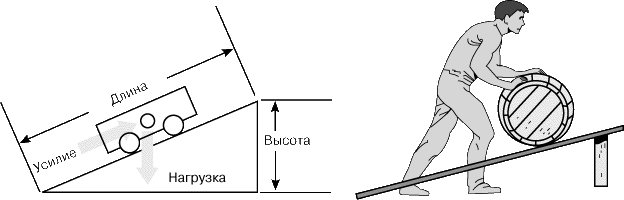 Длина
Усилие
Высота
Нагрузка